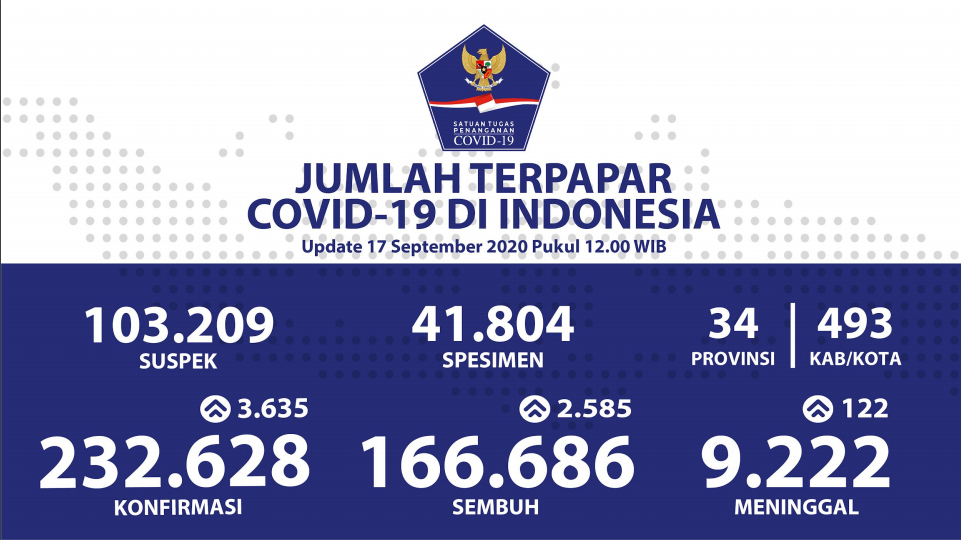 SATUAN TUGAS
PENANGANAN
COVID-19
JUMLAH TERPAPAR
COVID-19 DI INDONESIA
Update 17 September 2020 Pukul 12.00 WIB
103.209
SUSPEK
41.804
SPESIMEN
34
PROVINSI
493
KAB/KOTA
3.635
232.628
KONFIRMASI
2.585
166.686
SEMBUH
122
9.222
MENINGGAL